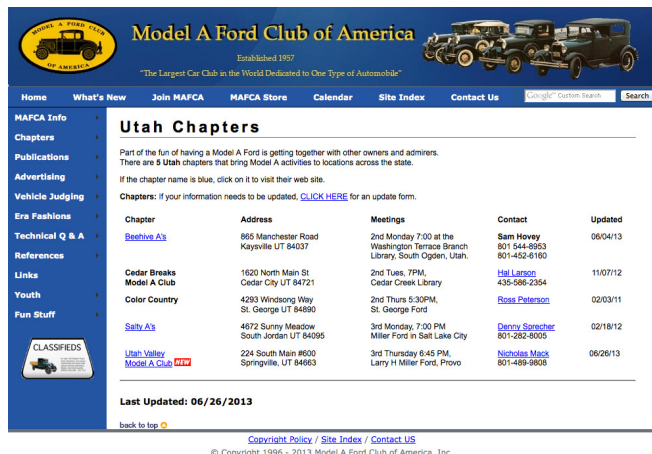 MODEL A FORD CLUB
OF AMERICA
Model A Ford Club of America
Established 1957
"The Largest Car Club in the World Dedicated to One Type of Automobile"
Home What's New Join MAFCA MAFCA Store Calendar Site Index Contact Us Google™ Custom Search Search
MAFCA Info
Chapters
Publications
Advertising
Vehicle Judging
Era Fashions
Technical Q & A
References
Links
Youth
Fun Stuff
CLASSIFIEDS
Utah Chapters
Part of the fun of having a Model A Ford is getting together with other owners and admirers.
There are 5 Utah chapters that bring Model A activities to locations across the state.
If the chapter name is blue, click on it to visit their web site.
Chapters: If your information needs to be updated, CLICK HERE for an update form.
Chapter Address Meetings Contact Updated
Beehive A's 865 Manchester Road 2nd Monday 7:00 at the Sam Hovey 06/04/13
Kaysville UT 84037 Washington Terrace Branch 801 544-8953
Library, South Ogden, Utah. 801-452-6160
Cedar Breaks 1620 North Main St 2nd Tues, 7PM, Hal Larson 11/07/12
Model A Club Cedar City UT 84721 Cedar Creek Library 435-586-2354
Color Country 4293 Windsong Way 2nd Thurs 5:30PM, Ross Peterson 02/03/11
St. George UT 84890 St. George Ford
Salty A's 4672 Sunny Meadow 3rd Monday, 7:00 PM Denny Sprecher 02/18/12
South Jordan UT 84095 Miller Ford in Salt Lake City 801-282-8005
Utah Valley 224 South Main #600 3rd Thursday 6:45 PM, Nicholas Mack 06/26/13
Model A Club NEW Springville, UT 84663 Larry H Miller Ford, Provo 801-489-9808
Last Updated: 06/26/2013
back to top
Copyright Policy / Site Index / Contact US
© Copyright 1996 - 2013 Model A Ford Club of America, Inc.